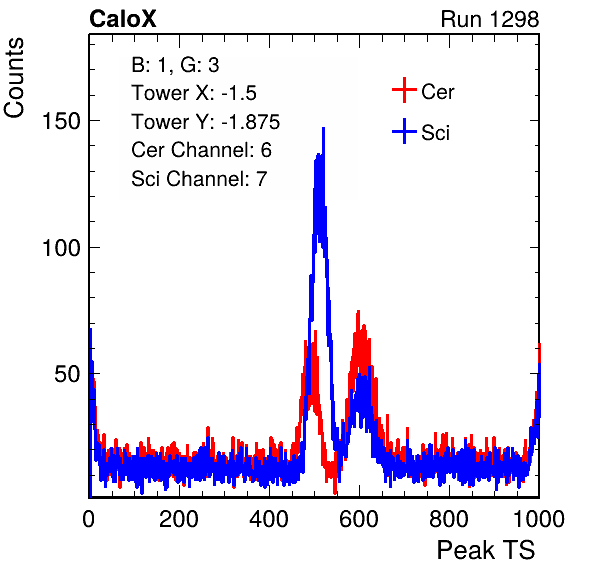 CaloX
Run 1298
Counts
B: 1, G: 3
Tower X: -1.5
Tower Y: -1.875
Cer Channel: 6
Sci Channel: 7
Cer
Sci
150
100
50
0 200 400 600 800 1000
Peak TS